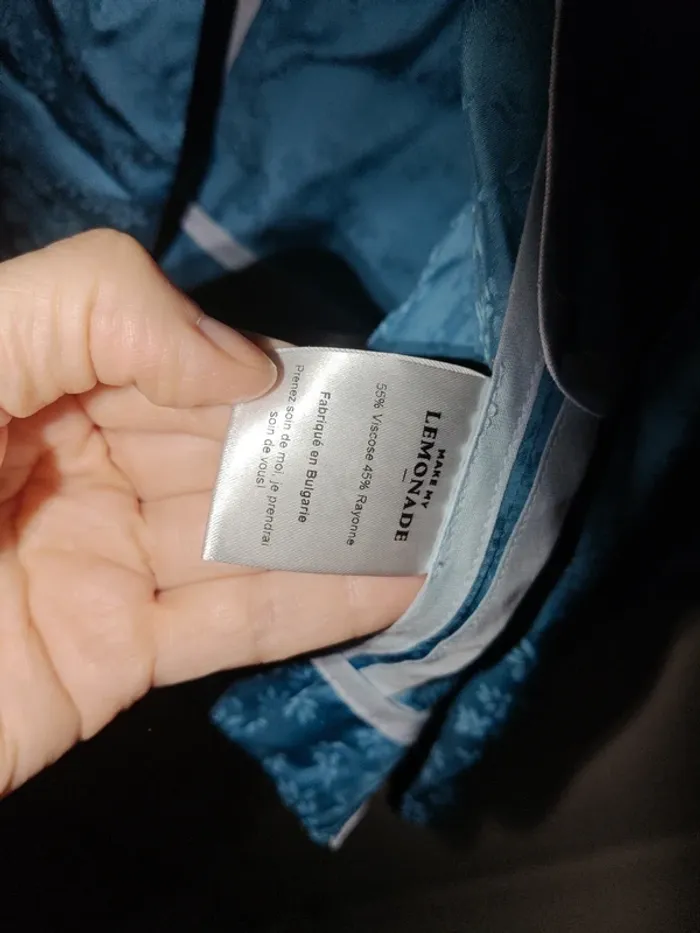 MAKE MY
LEMONADE
55% Viscose 45% Rayonne
Fabriqué en Bulgarie
Prenez soin de moi, je prendrai
soin de vous!